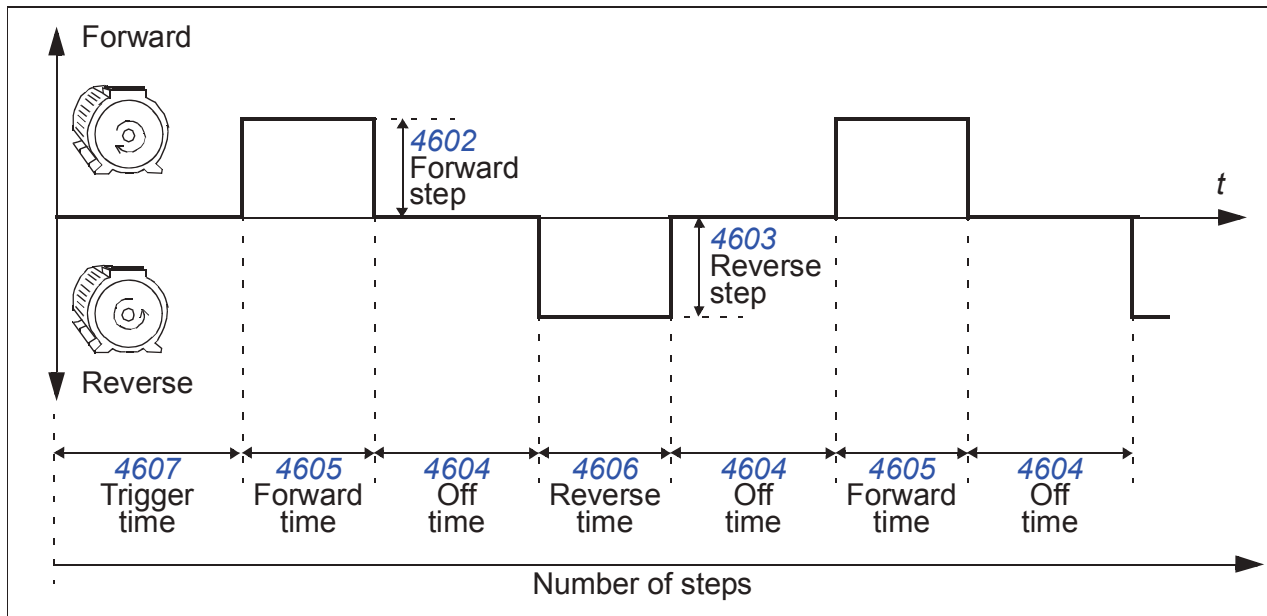 Forward
4602
Forward
step
t
4603
Reverse
step
Reverse
4607
Trigger
time
4605
Forward
time
4604
Off
time
4606
Reverse
time
4604
Off
time
4605
Forward
time
4604
Off
time
Number of steps